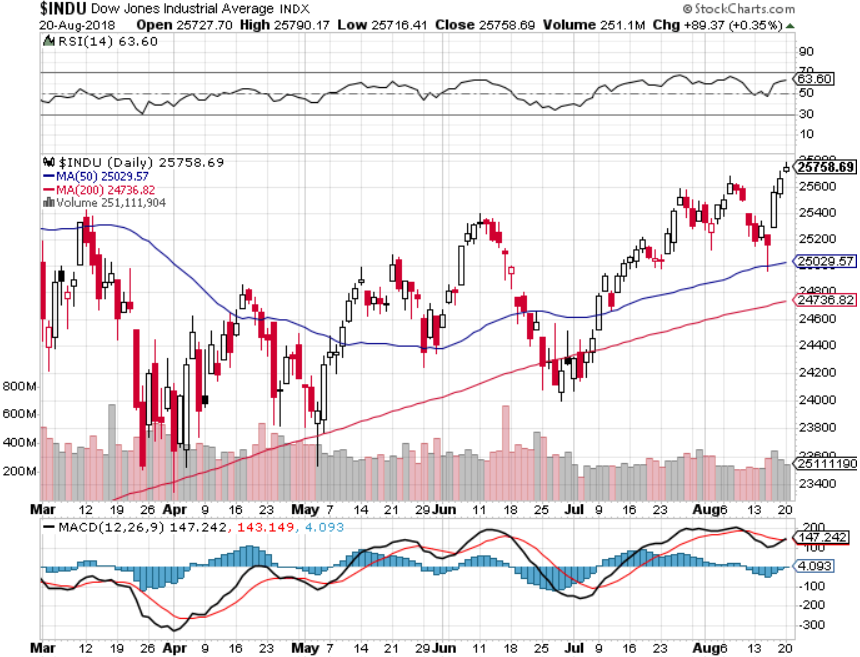 $INDU Dow Jones Industrial Average INDX
© StockCharts.com
20-Aug-2018 Open 25727.70 High 25790.17 Low 25716.41 Close 25758.69 Volume 251.1M Chg +89.37 (+0.35%)
RSI(14) 63.60
90
70
63.60
50
30
10
$INDU (Daily) 25758.69
MA(50) 25029.57
MA(200) 24736.82
Volume 251,111,904
25800
25758.69
25600
25400
25200
25029.57
24800
24736.82
24600
24400
24200
800M
24000
600M
23800
400M
23600
25111190
200M
23400
Mar 12 19 26 Apr 9 16 23 May 7 14 21 29 Jun 11 18 25 Jul 9 16 23 Aug 6 13 20
MACD(12,26,9) 147.242, 143.149, 4.093
200
147.242
100
4.093
-100
-200
-300
Mar 12 19 26 Apr 9 16 23 May 7 14 21 29 Jun 11 18 25 Jul 9 16 23 Aug 6 13 20